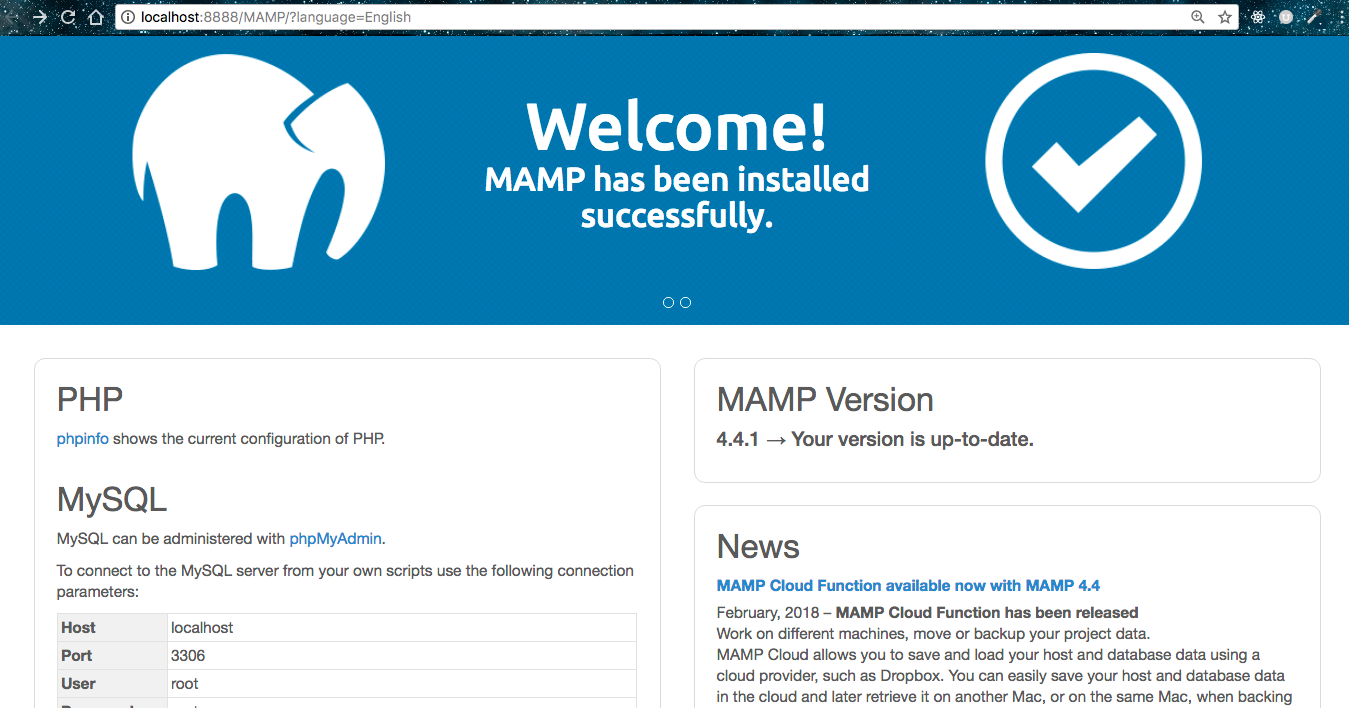 localhost:8888/MAMP/?language=English
Welcome!
MAMP has been installed
successfully.
PHP
phpinfo shows the current configuration of PHP.
MySQL
MySQL can be administered with phpMyAdmin.
To connect to the MySQL server from your own scripts use the following connection
parameters:
Host localhost
Port 3306
User root
MAMP Version
4.4.1 → Your version is up-to-date.
News
MAMP Cloud Function available now with MAMP 4.4
February, 2018 – MAMP Cloud Function has been released
Work on different machines, move or backup your project data.
MAMP Cloud allows you to save and load your host and database data using a
cloud provider, such as Dropbox. You can easily save your host and database data
in the cloud and later retrieve it on another Mac, or on the same Mac, when backing